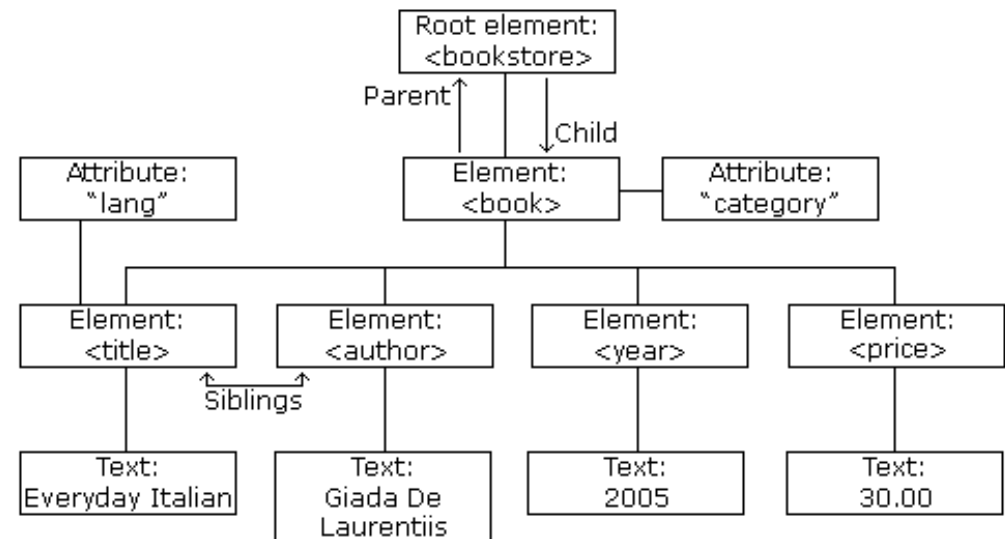 Root element:
<bookstore>
Parent
Child
Attribute:
“lang”
Element:
<book>
Attribute:
“category”
Element:
<title>
Element:
<author>
Element:
<year>
Element:
<price>
Siblings
Text:
Everyday Italian
Text:
Giada De
Laurentiis
Text:
2005
Text:
30.00